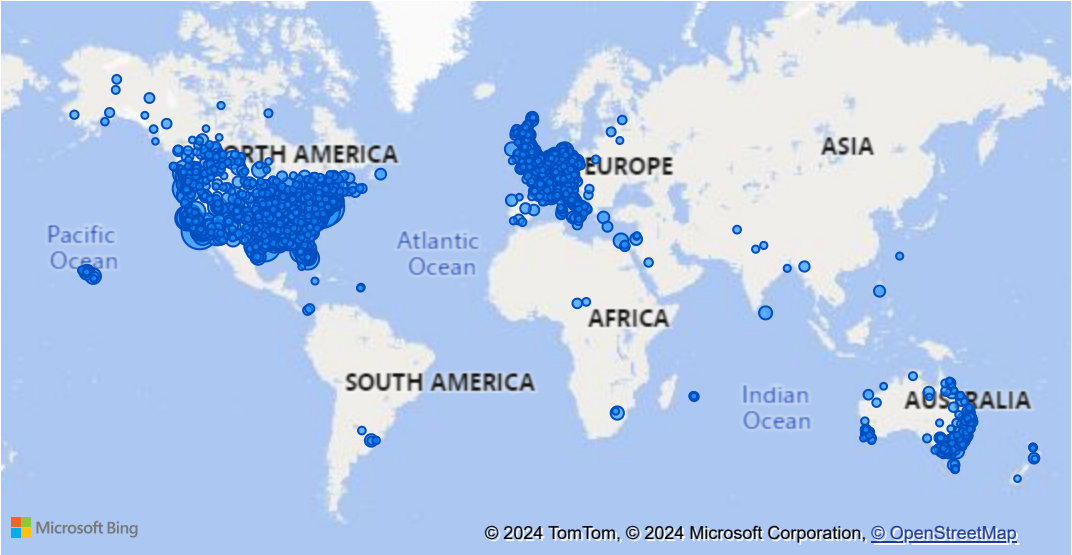 NORTH AMERICA
ASIA
EUROPE
Pacific
Ocean
Atlantic
Ocean
AFRICA
SOUTH AMERICA
Indian
Ocean
AUSTRALIA
Microsoft Bing
© 2024 TomTom, © 2024 Microsoft Corporation, © OpenStreetMap